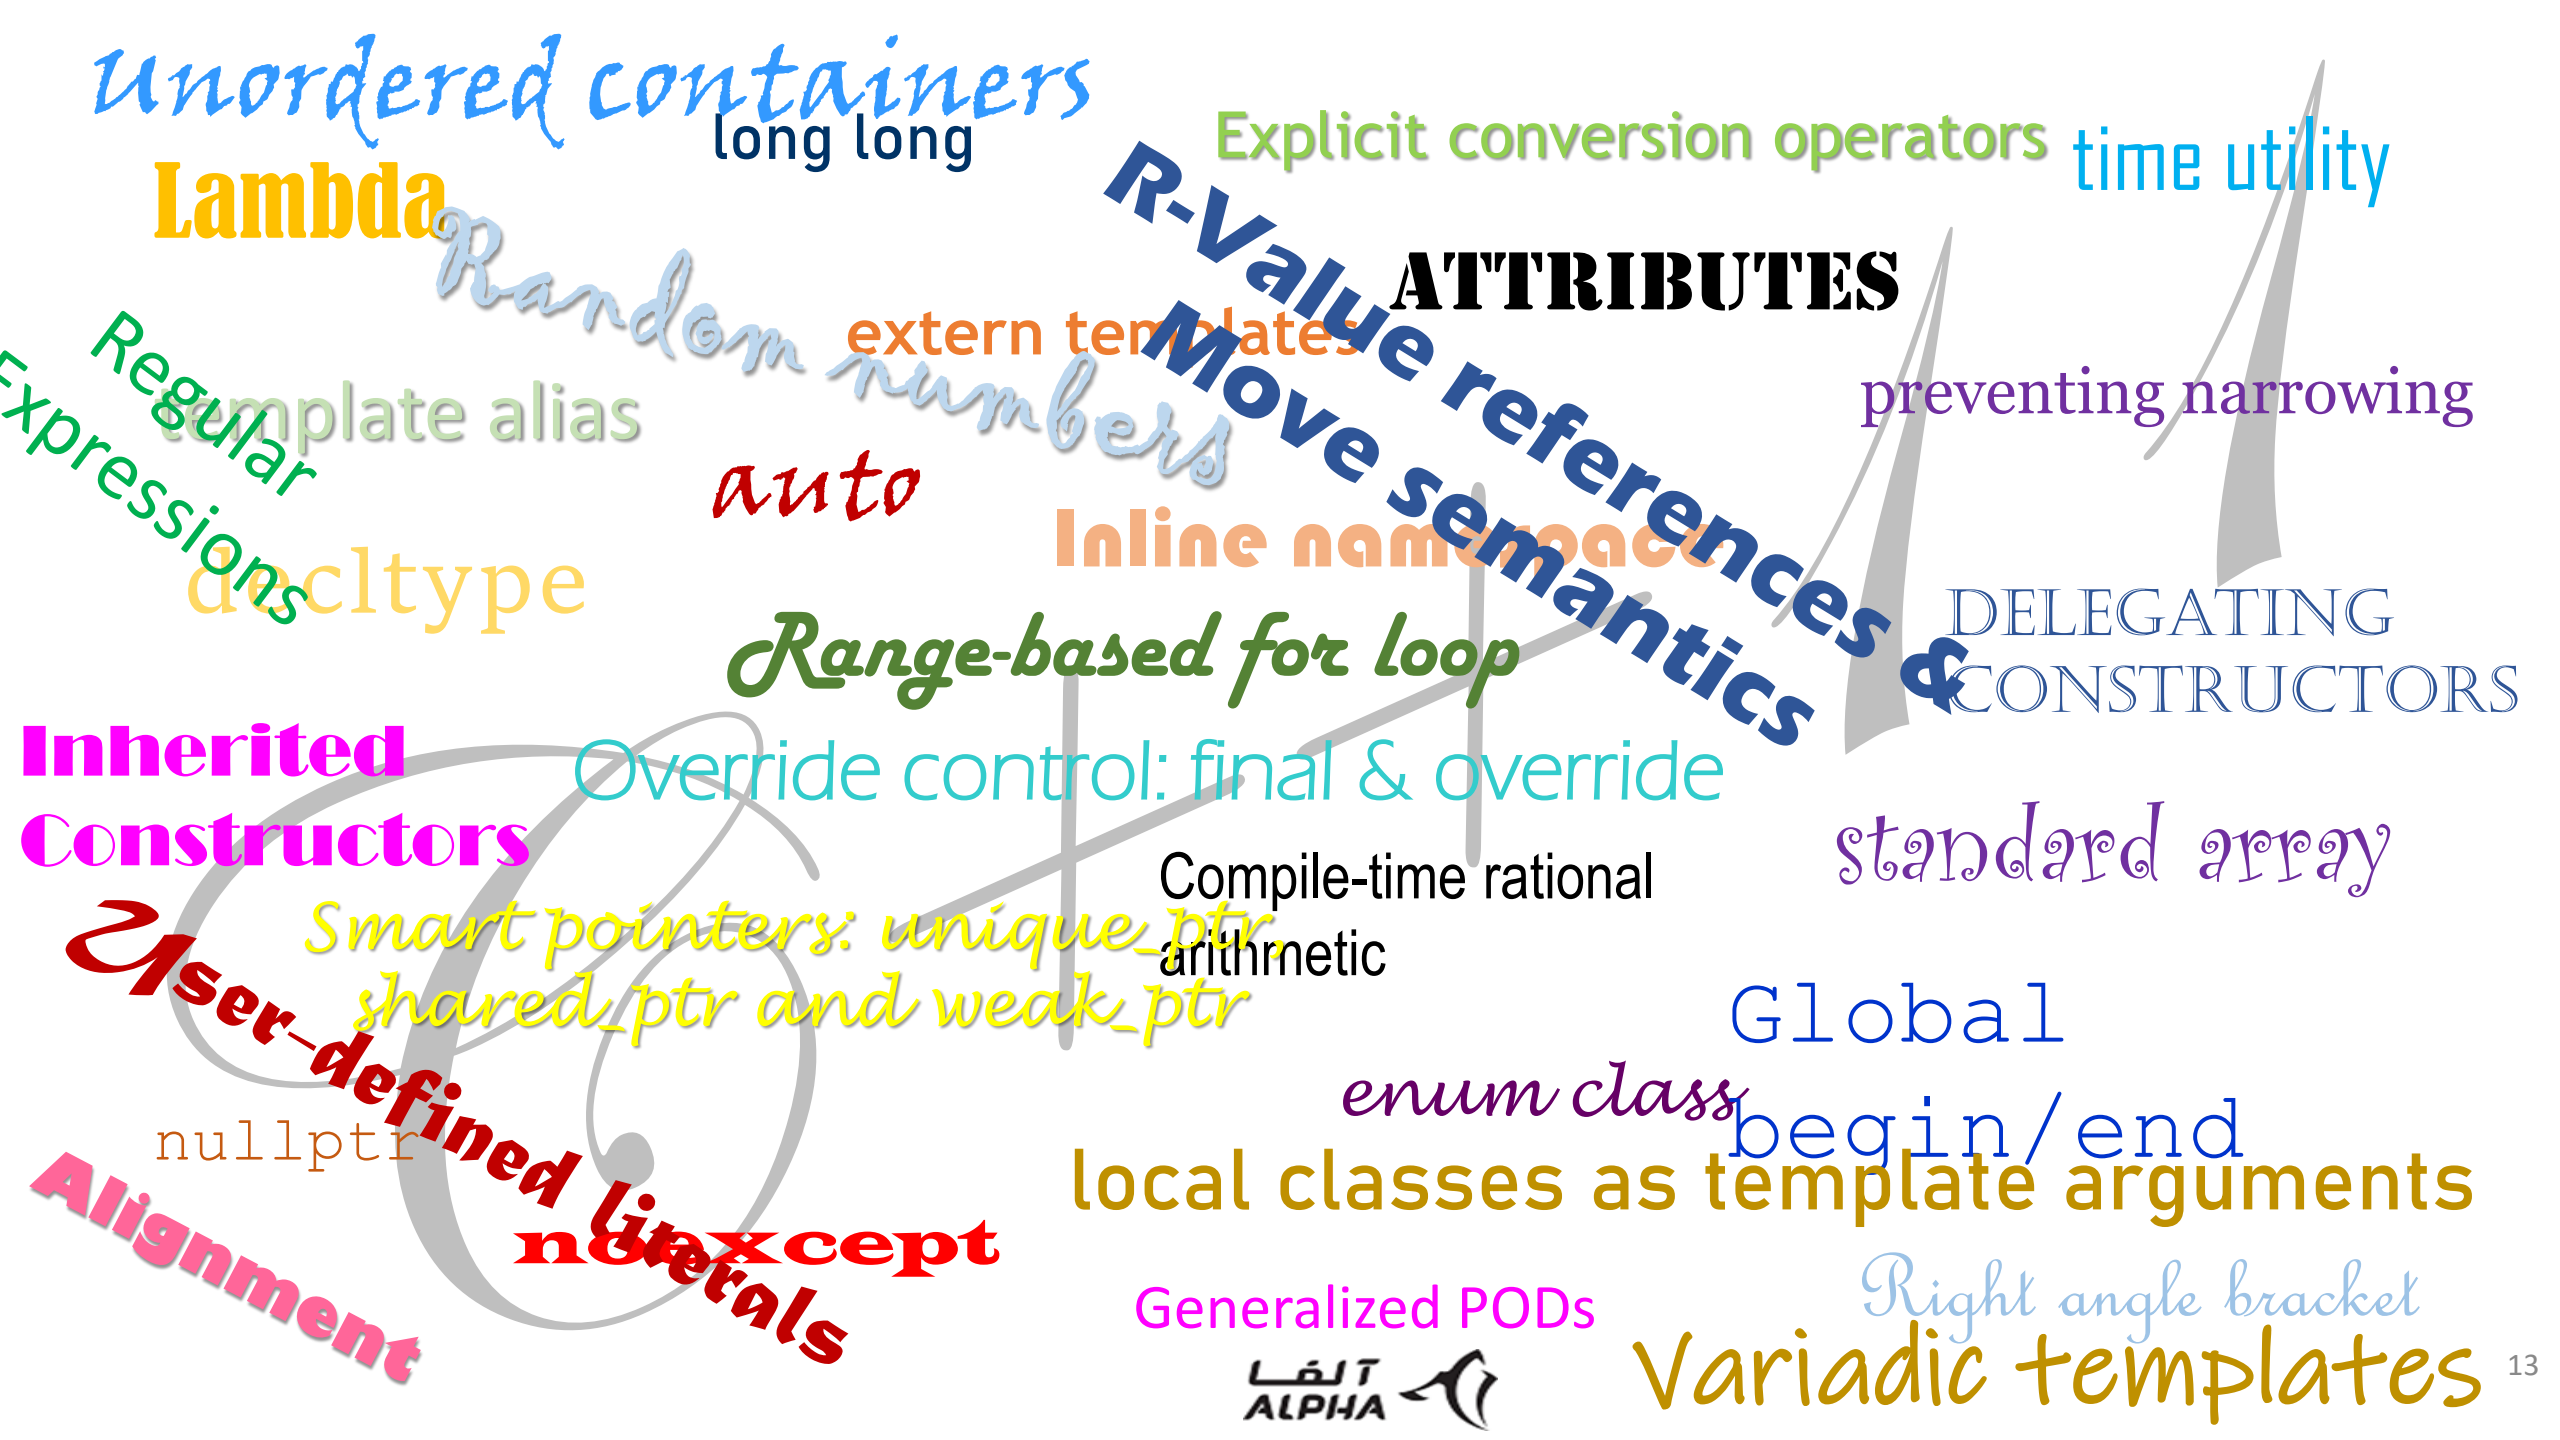 Unordered containers
long long
Explicit conversion operators
time utility
Lambda
Random numbers
R-Value references &
Move semantics
ATTRIBUTES
extern templates
Regular
Expressions
template alias
preventing narrowing
auto
Inline namespace
decltype
Range-based for loop
DELEGATING
CONSTRUCTORS
Inherited
Constructors
Override control: final & override
C++11
standard array
Compile-time rational
arithmetic
Smart pointers: unique_ptr,
shared_ptr and weak_ptr
User-defined literals
Global
begin/end
enum class
nullptr
local classes as template arguments
Alignment
noexcept
Generalized PODs
Right angle bracket
Variadic templates
آلفا
ALPHA
13